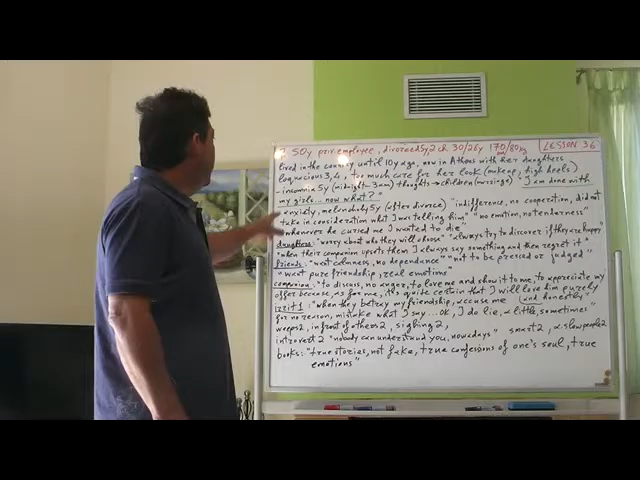 50y priv. employee, divorced 5y 2 ch 30/26y 170/80kg LESSON 36
lived in the country until 10y age, now in Athens with her daughters
loquacious 3,4, too much care for her look (makeup, high heels)
- insomnia 5y (midnight-3am) thoughts → children (marriage) "I am done with
my girls... now what?"
- anxiety, melancholy 5y (after divorce) "indifference, no cooperation, did not
take in consideration what I was telling him" "no emotion, no tenderness"
"whenever he cursed me I wanted to die"
daughters: "worry about who they will choose" "always try to discover if they are happy"
"when their companion upsets them I always say something and then regret it"
friends: "want calmness, no dependance" "not to be pressed or judged"
"want pure friendship, real emotions"
companion: "to discuss, no anger, to love me and show it to me, to appreciate my
offer because, as for me, it's quite certain that I will love him purely
irrit 1: "when they betray my friendship, accuse me (and honestly"
for no reason, mistake what I say... OK, I do lie, a little, sometimes"
weeps 2, in front of others 2, sighing 2,
introvert 2 "nobody can understand you, nowadays" smart 2, a: slow people 2
books: "true stories, not fake, true confessions of one's soul, true
emotions"